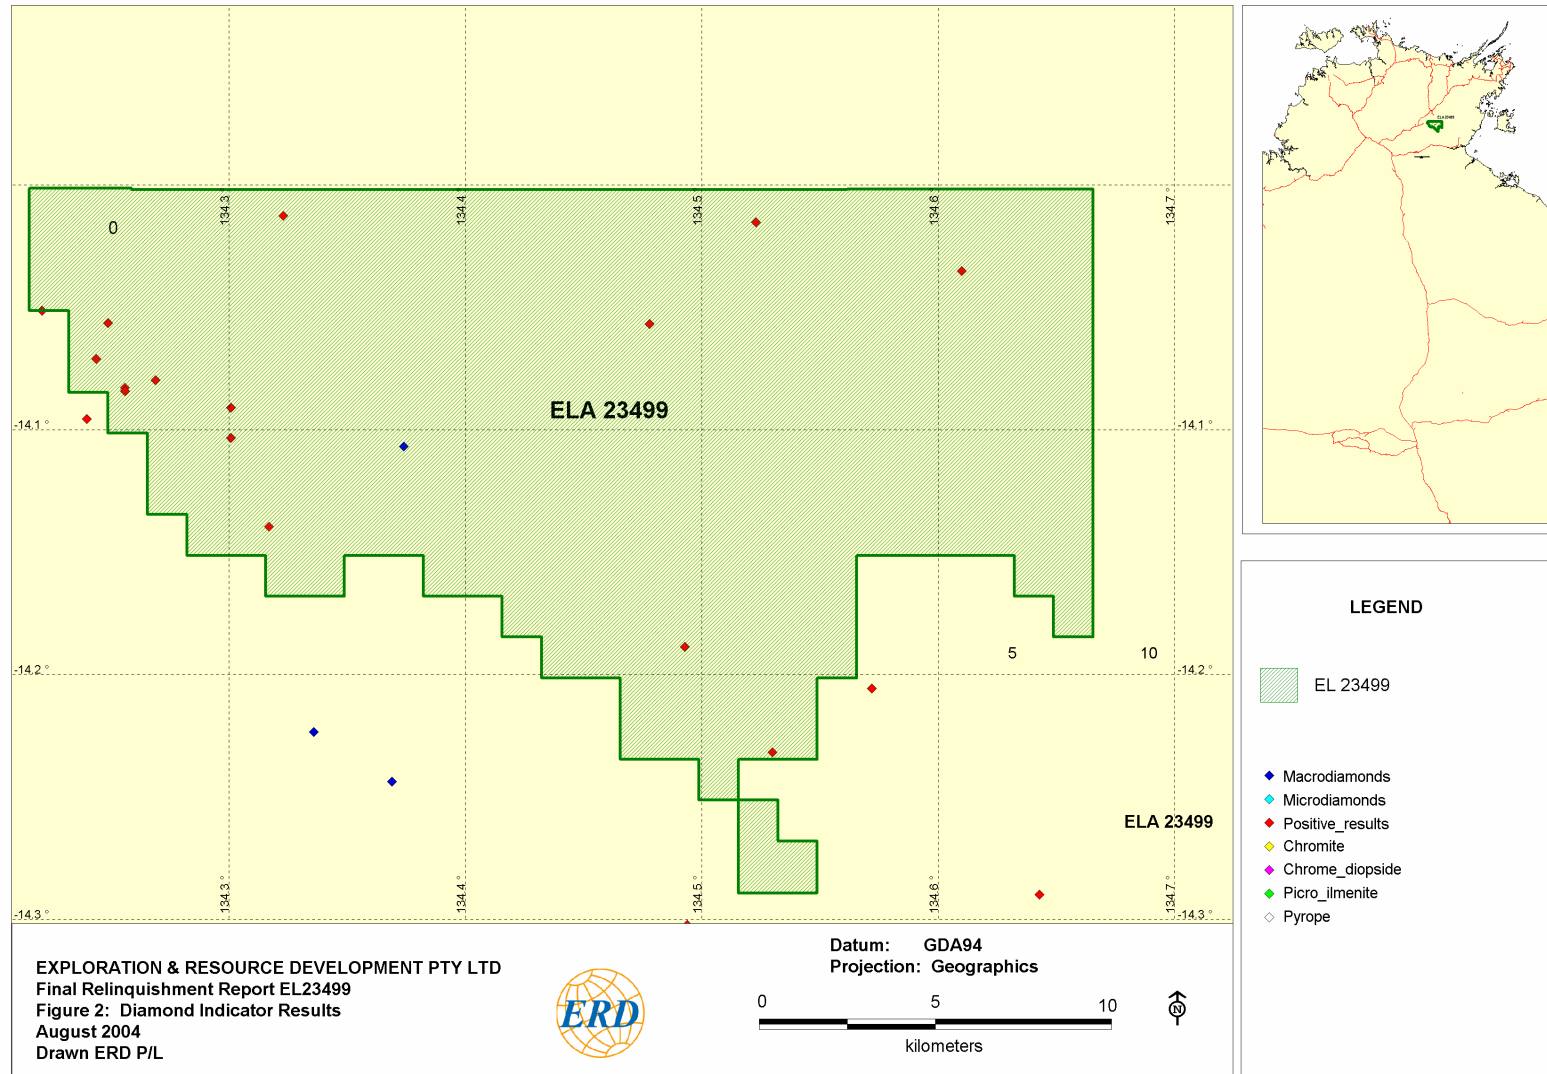 134.3°
134.4°
134.5°
134.6°
134.7°
0
ELA 23499
-14.1°
-14.1°
5
10
-14.2°
-14.2°
ELA 23499
134.3°
134.4°
134.5°
134.6°
134.7°
-14.3°
-14.3°
EXPLORATION & RESOURCE DEVELOPMENT PTY LTD
Final Relinquishment Report EL23499
Figure 2: Diamond Indicator Results
August 2004
Drawn ERD P/L
ERD
Datum: GDA94
Projection: Geographics
0 5 10
kilometers
N
ELA 23499
LEGEND
EL 23499
Macrodiamonds
Microdiamonds
Positive_results
Chromite
Chrome_diopside
Picro_ilmenite
Pyrope